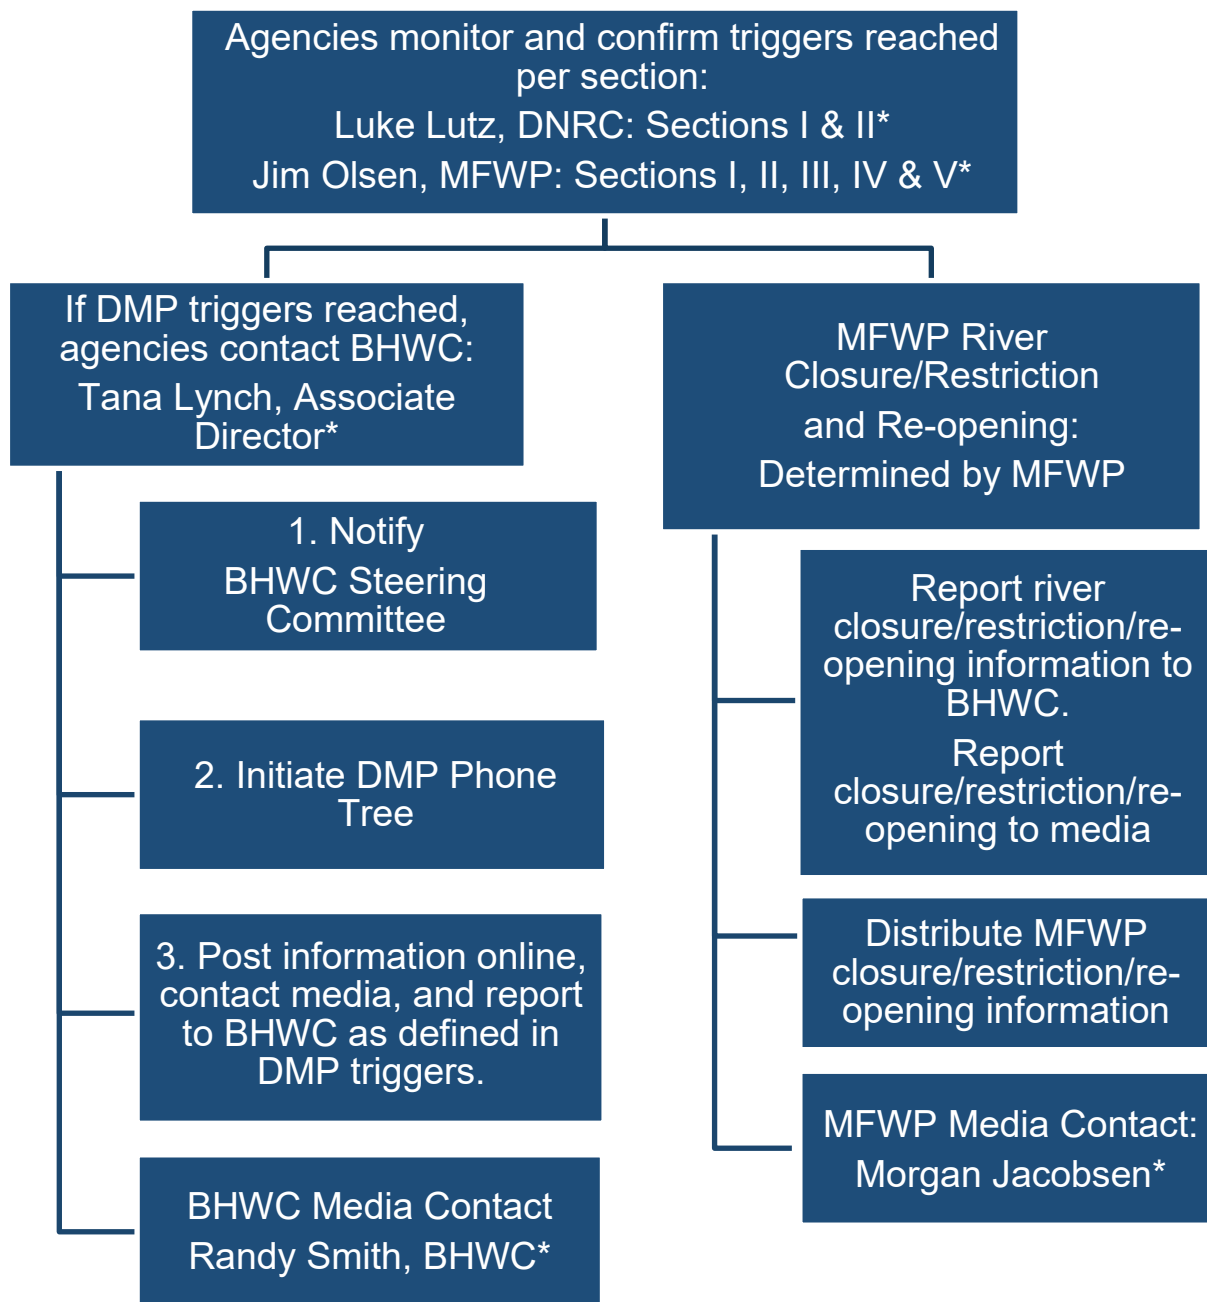 Agencies monitor and confirm triggers reached
per section:
Luke Lutz, DNRC: Sections I & II*
Jim Olsen, MFWP: Sections I, II, III, IV & V*
If DMP triggers reached,
agencies contact BHWC:
Tana Lynch, Associate
Director*
1. Notify
BHWC Steering
Committee
2. Initiate DMP Phone
Tree
3. Post information online,
contact media, and report
to BHWC as defined in
DMP triggers.
BHWC Media Contact
Randy Smith, BHWC*
MFWP River
Closure/Restriction
and Re-opening:
Determined by MFWP
Report river
closure/restriction/re-
opening information to
BHWC.
Report
closure/restriction/re-
opening to media
Distribute MFWP
closure/restriction/re-
opening information
MFWP Media Contact:
Morgan Jacobsen*